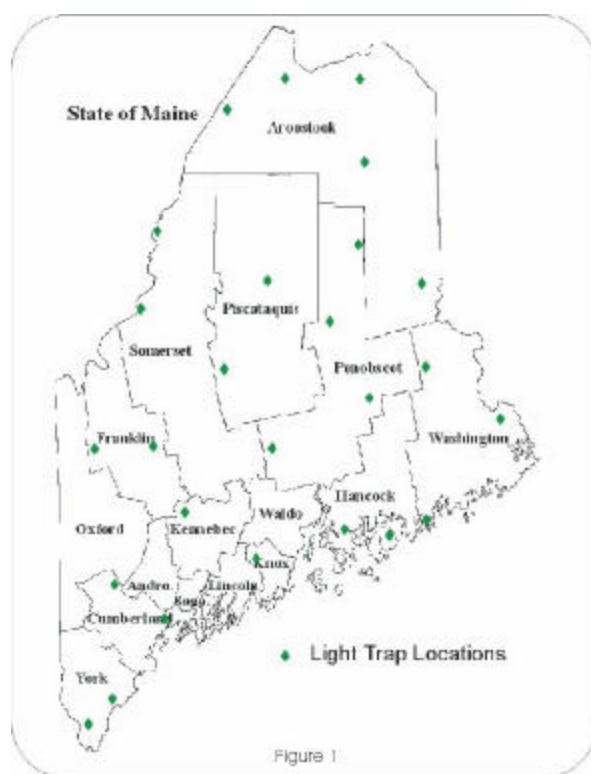 State of Maine
Aroostook
Piscataquis
Somerset
Penobscot
Franklin
Washington
Hancock
Oxford
Kennebec
Waldo
Knox
Andro.
Lincoln
Saga.
Cumberland
York
Light Trap Locations
Figure 1